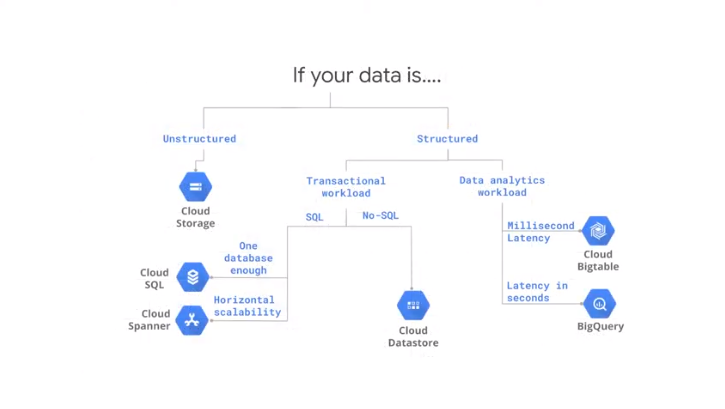 If your data is....
Unstructured
Structured
Cloud
Storage
Transactional
workload
Data analytics
workload
SQL
No-SQL
One
database
enough
Cloud
SQL
Horizontal
scalability
Cloud
Spanner
Cloud
Datastore
Millisecond
Latency
Cloud
Bigtable
Latency in
seconds
BigQuery